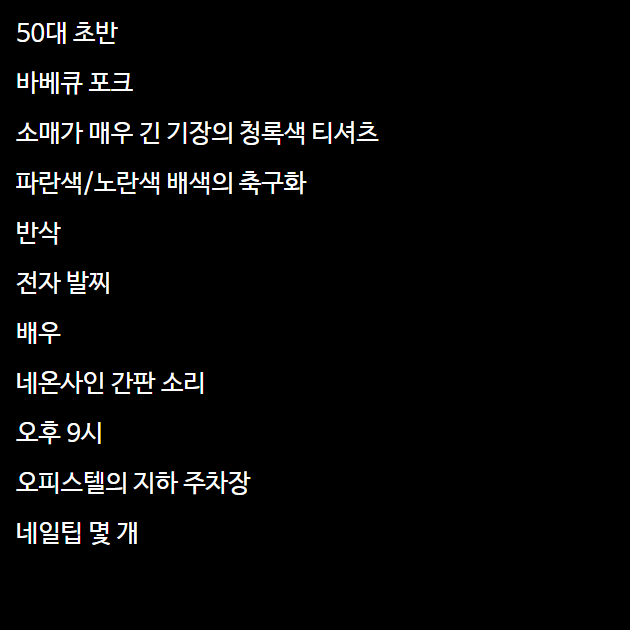 50대 초반
바베큐 포크
소매가 매우 긴 기장의 청록색 티셔츠
파란색/노란색 배색의 축구화
반삭
전자 발찌
배우
네온사인 간판 소리
오후 9시
오피스텔의 지하 주차장
네일팁 몇 개